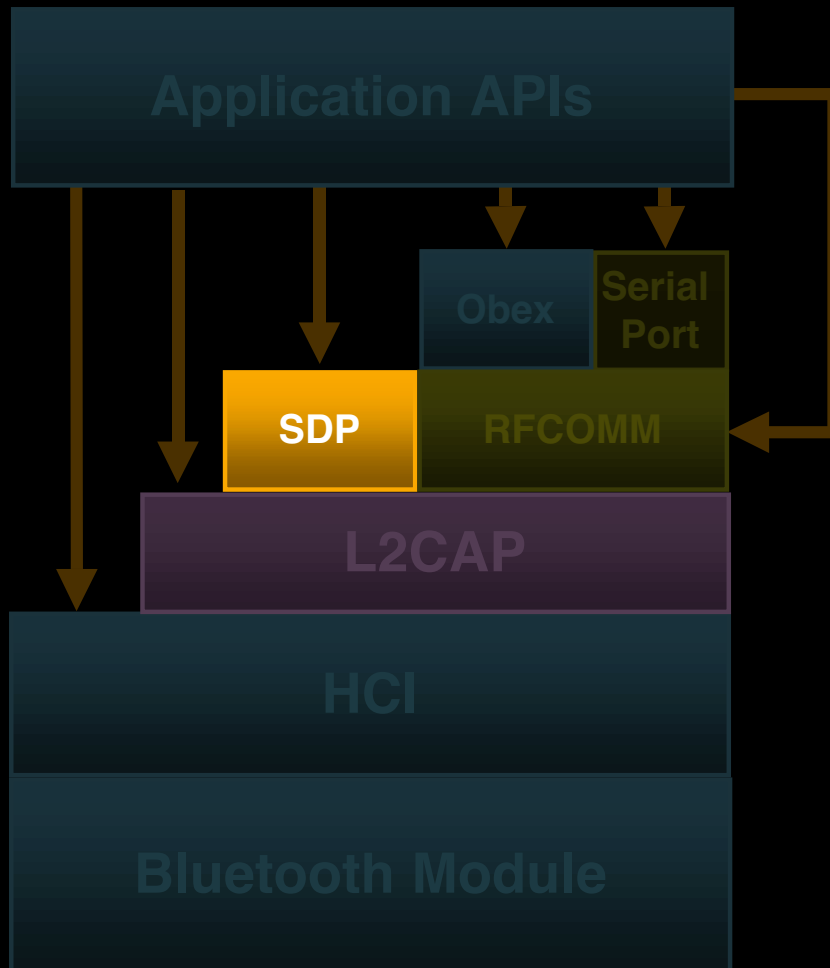 Application APIs
Obex
Serial
Port
SDP
RFCOMM
L2CAP
HCI
Bluetooth Module